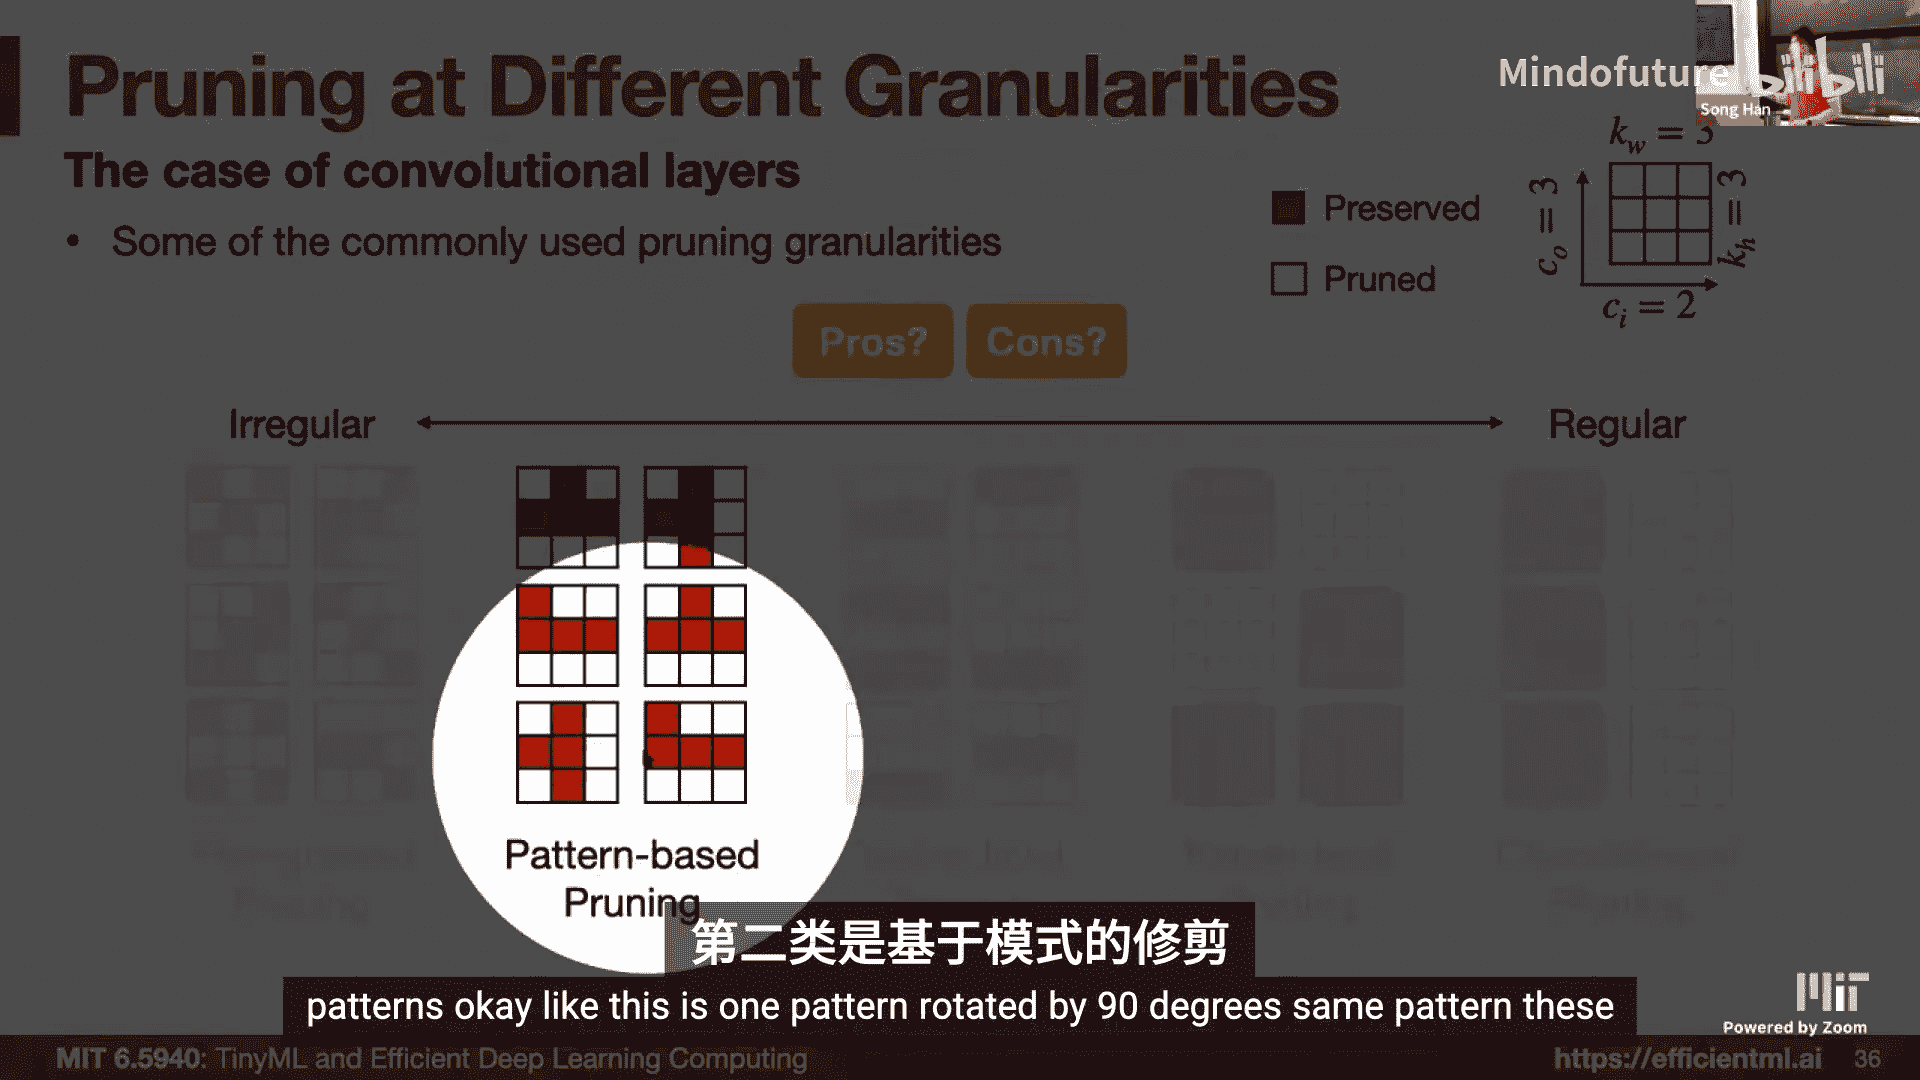 Pruning at Different Granularities
Mindofuture
bilibili
Song Han
The case of convolutional layers
• Some of the commonly used pruning granularities
Preserved
Pruned
k_w = 3
c_o = 3
k_h = 3
c_i = 2
Pros?
Cons?
Irregular
Regular
Pattern-based
Pruning
第二类是基于模式的修剪
patterns okay like this is one pattern rotated by 90 degrees same pattern these
MIT
Powered by Zoom
MIT 6.5940: TinyML and Efficient Deep Learning Computing
https://efficientml.ai
36